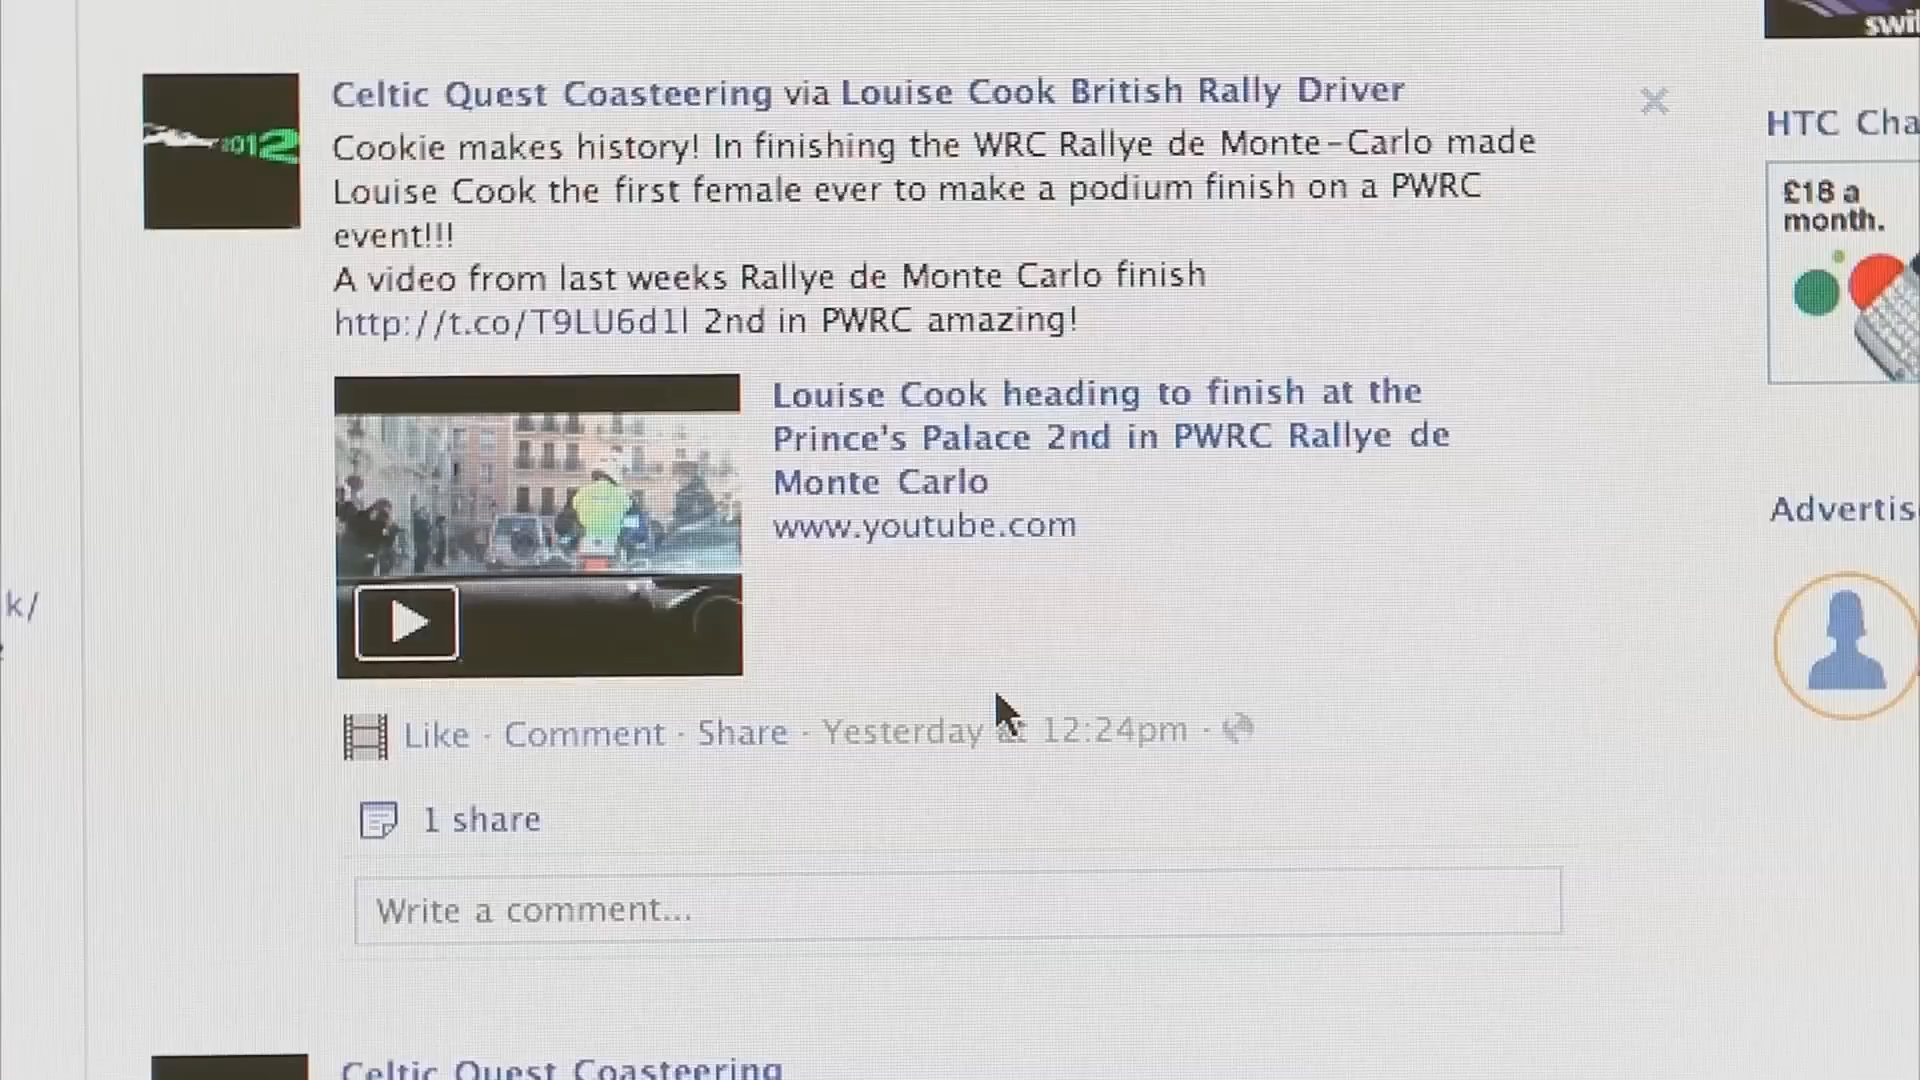 swi
2012
Celtic Quest Coasteering via Louise Cook British Rally Driver
Cookie makes history! In finishing the WRC Rallye de Monte-Carlo made
Louise Cook the first female ever to make a podium finish on a PWRC
event!!!
A video from last weeks Rallye de Monte Carlo finish
http://t.co/T9LU6d1l 2nd in PWRC amazing!
Louise Cook heading to finish at the
Prince's Palace 2nd in PWRC Rallye de
Monte Carlo
www.youtube.com
Like · Comment · Share · Yesterday at 12:24pm ·
1 share
Write a comment...
Celtic Quest Coasteering
k/
HTC Cha
£18 a
month.
Advertis